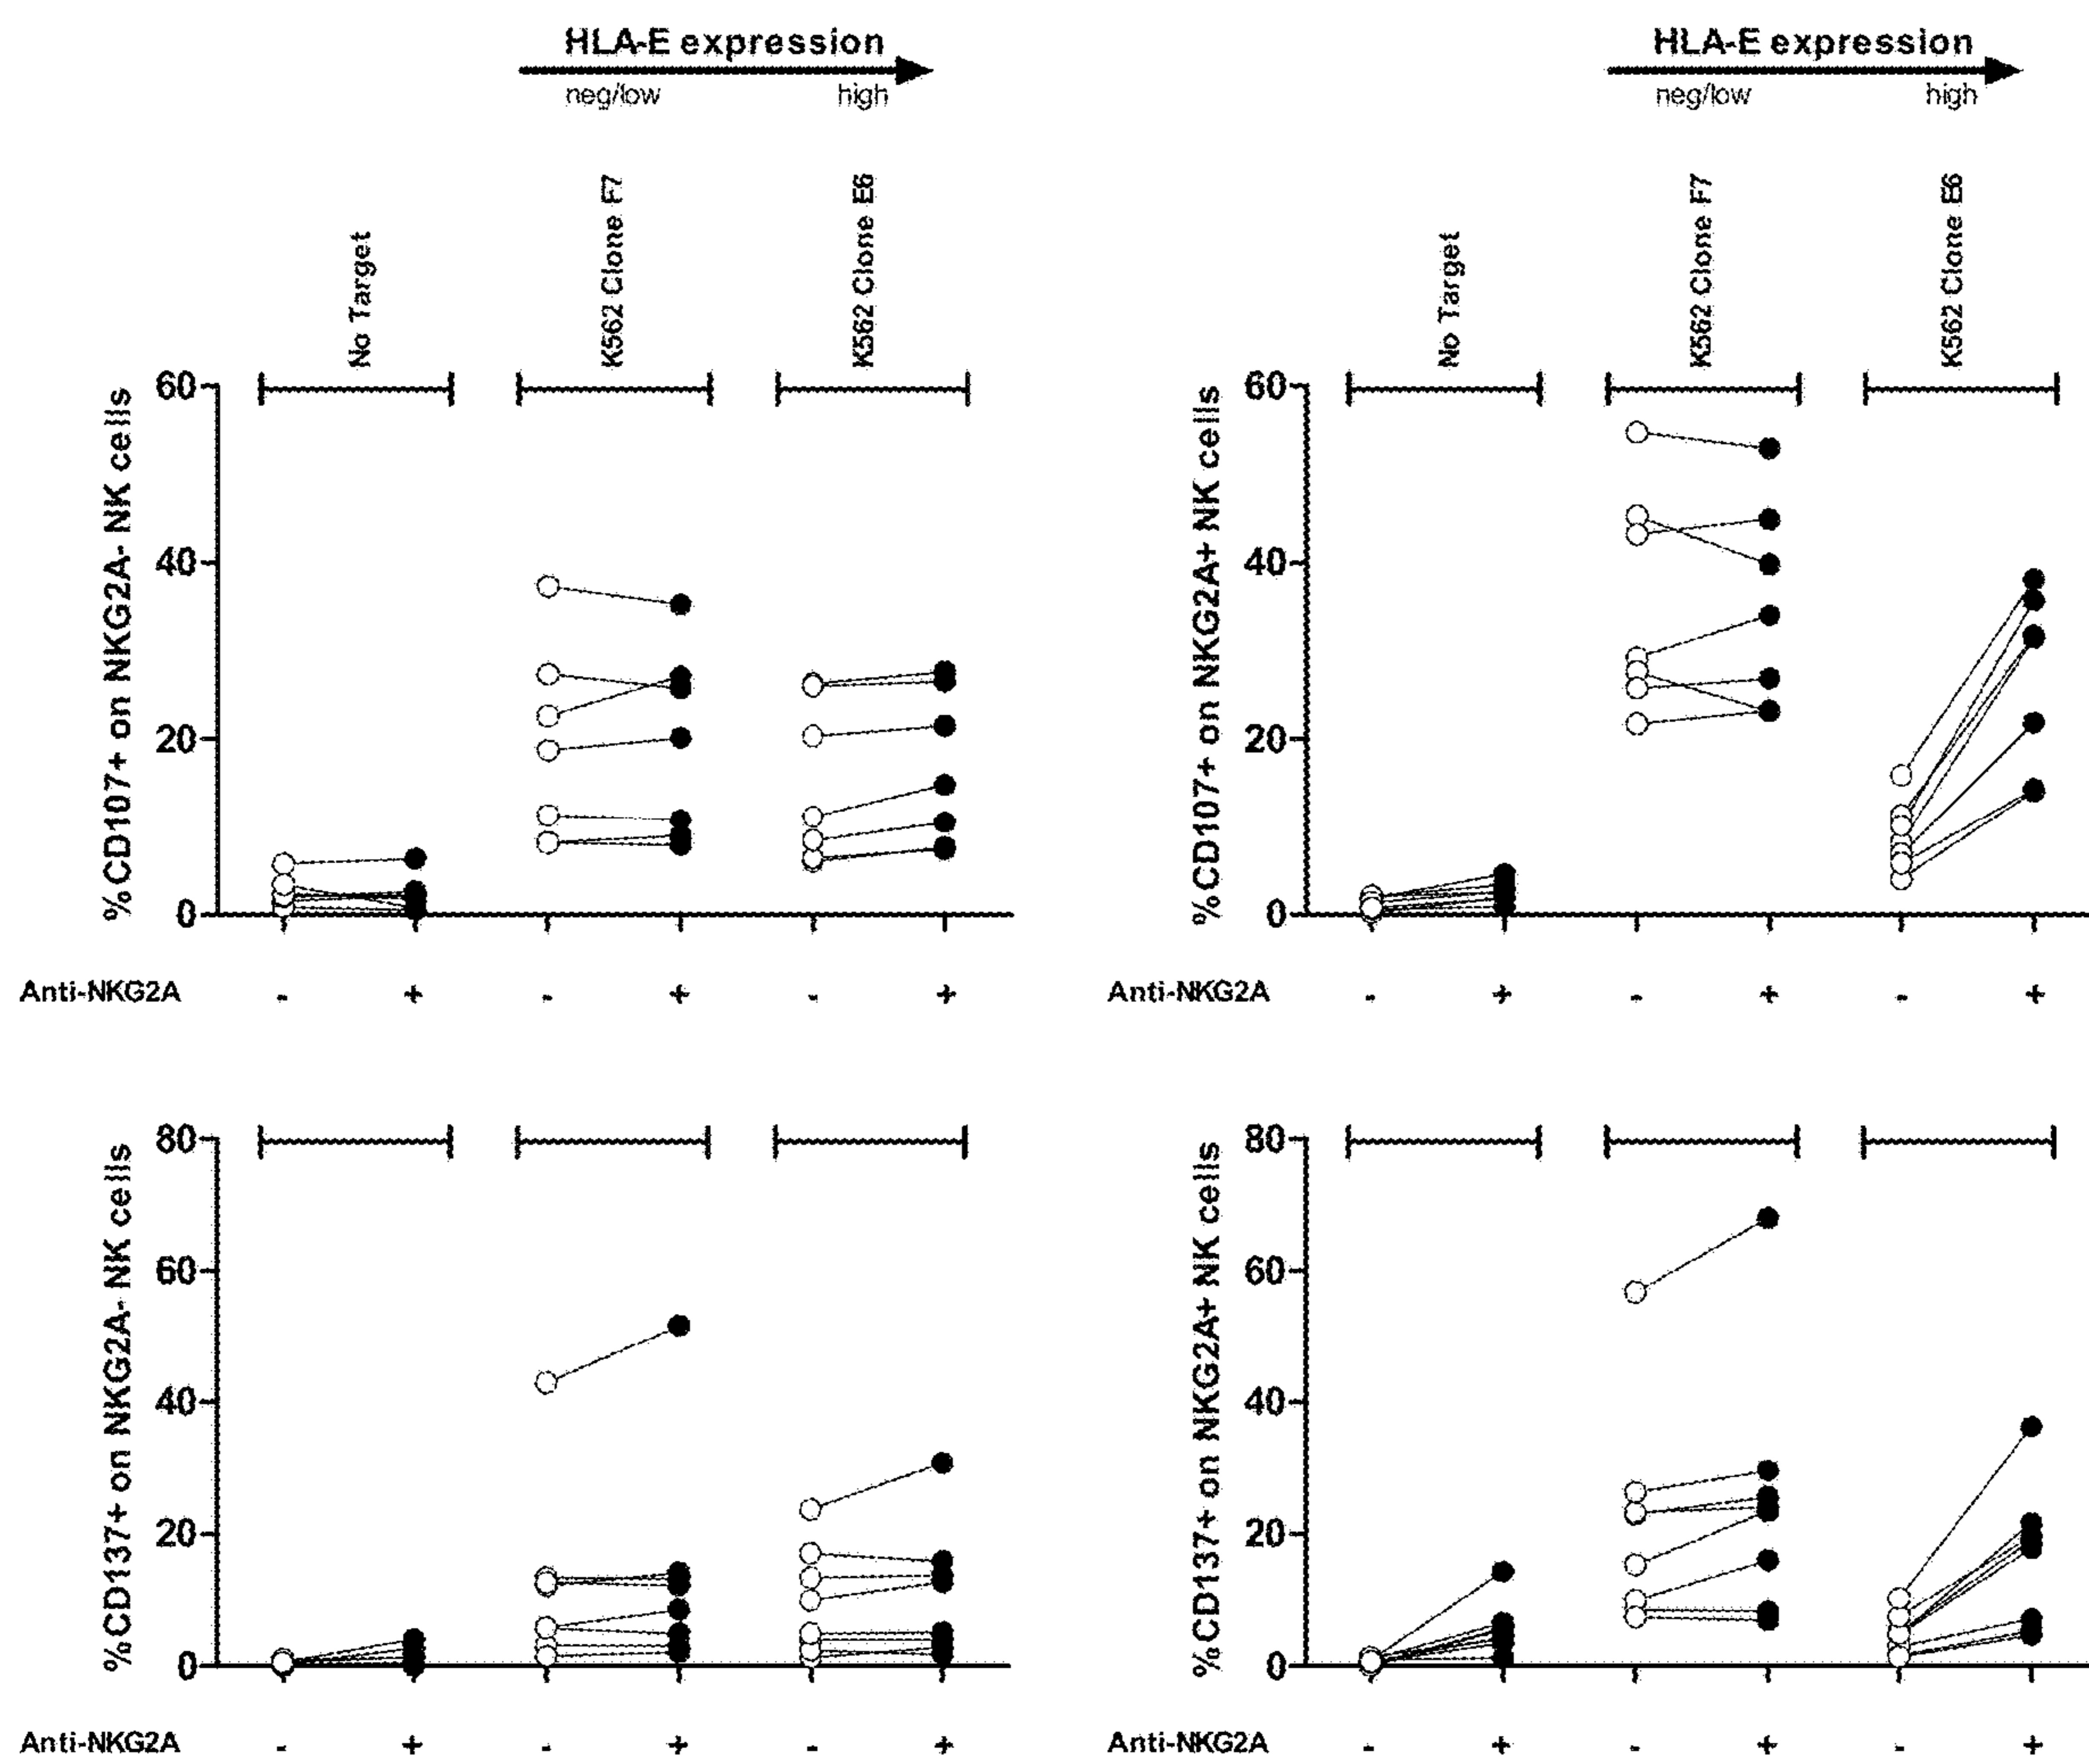 HLA-E expression
neg/low high
No Target
K562 Clone F7
K562 Clone E6
%CD107+ on NKG2A- NK cells
60
40
20
0
Anti-NKG2A - + - + - +
HLA-E expression
neg/low high
No Target
K562 Clone F7
K562 Clone E6
%CD107+ on NKG2A+ NK cells
60
40
20
0
Anti-NKG2A - + - + - +
%CD137+ on NKG2A- NK cells
80
60
40
20
0
Anti-NKG2A - + - + - +
%CD137+ on NKG2A+ NK cells
80
60
40
20
0
Anti-NKG2A - + - + - +